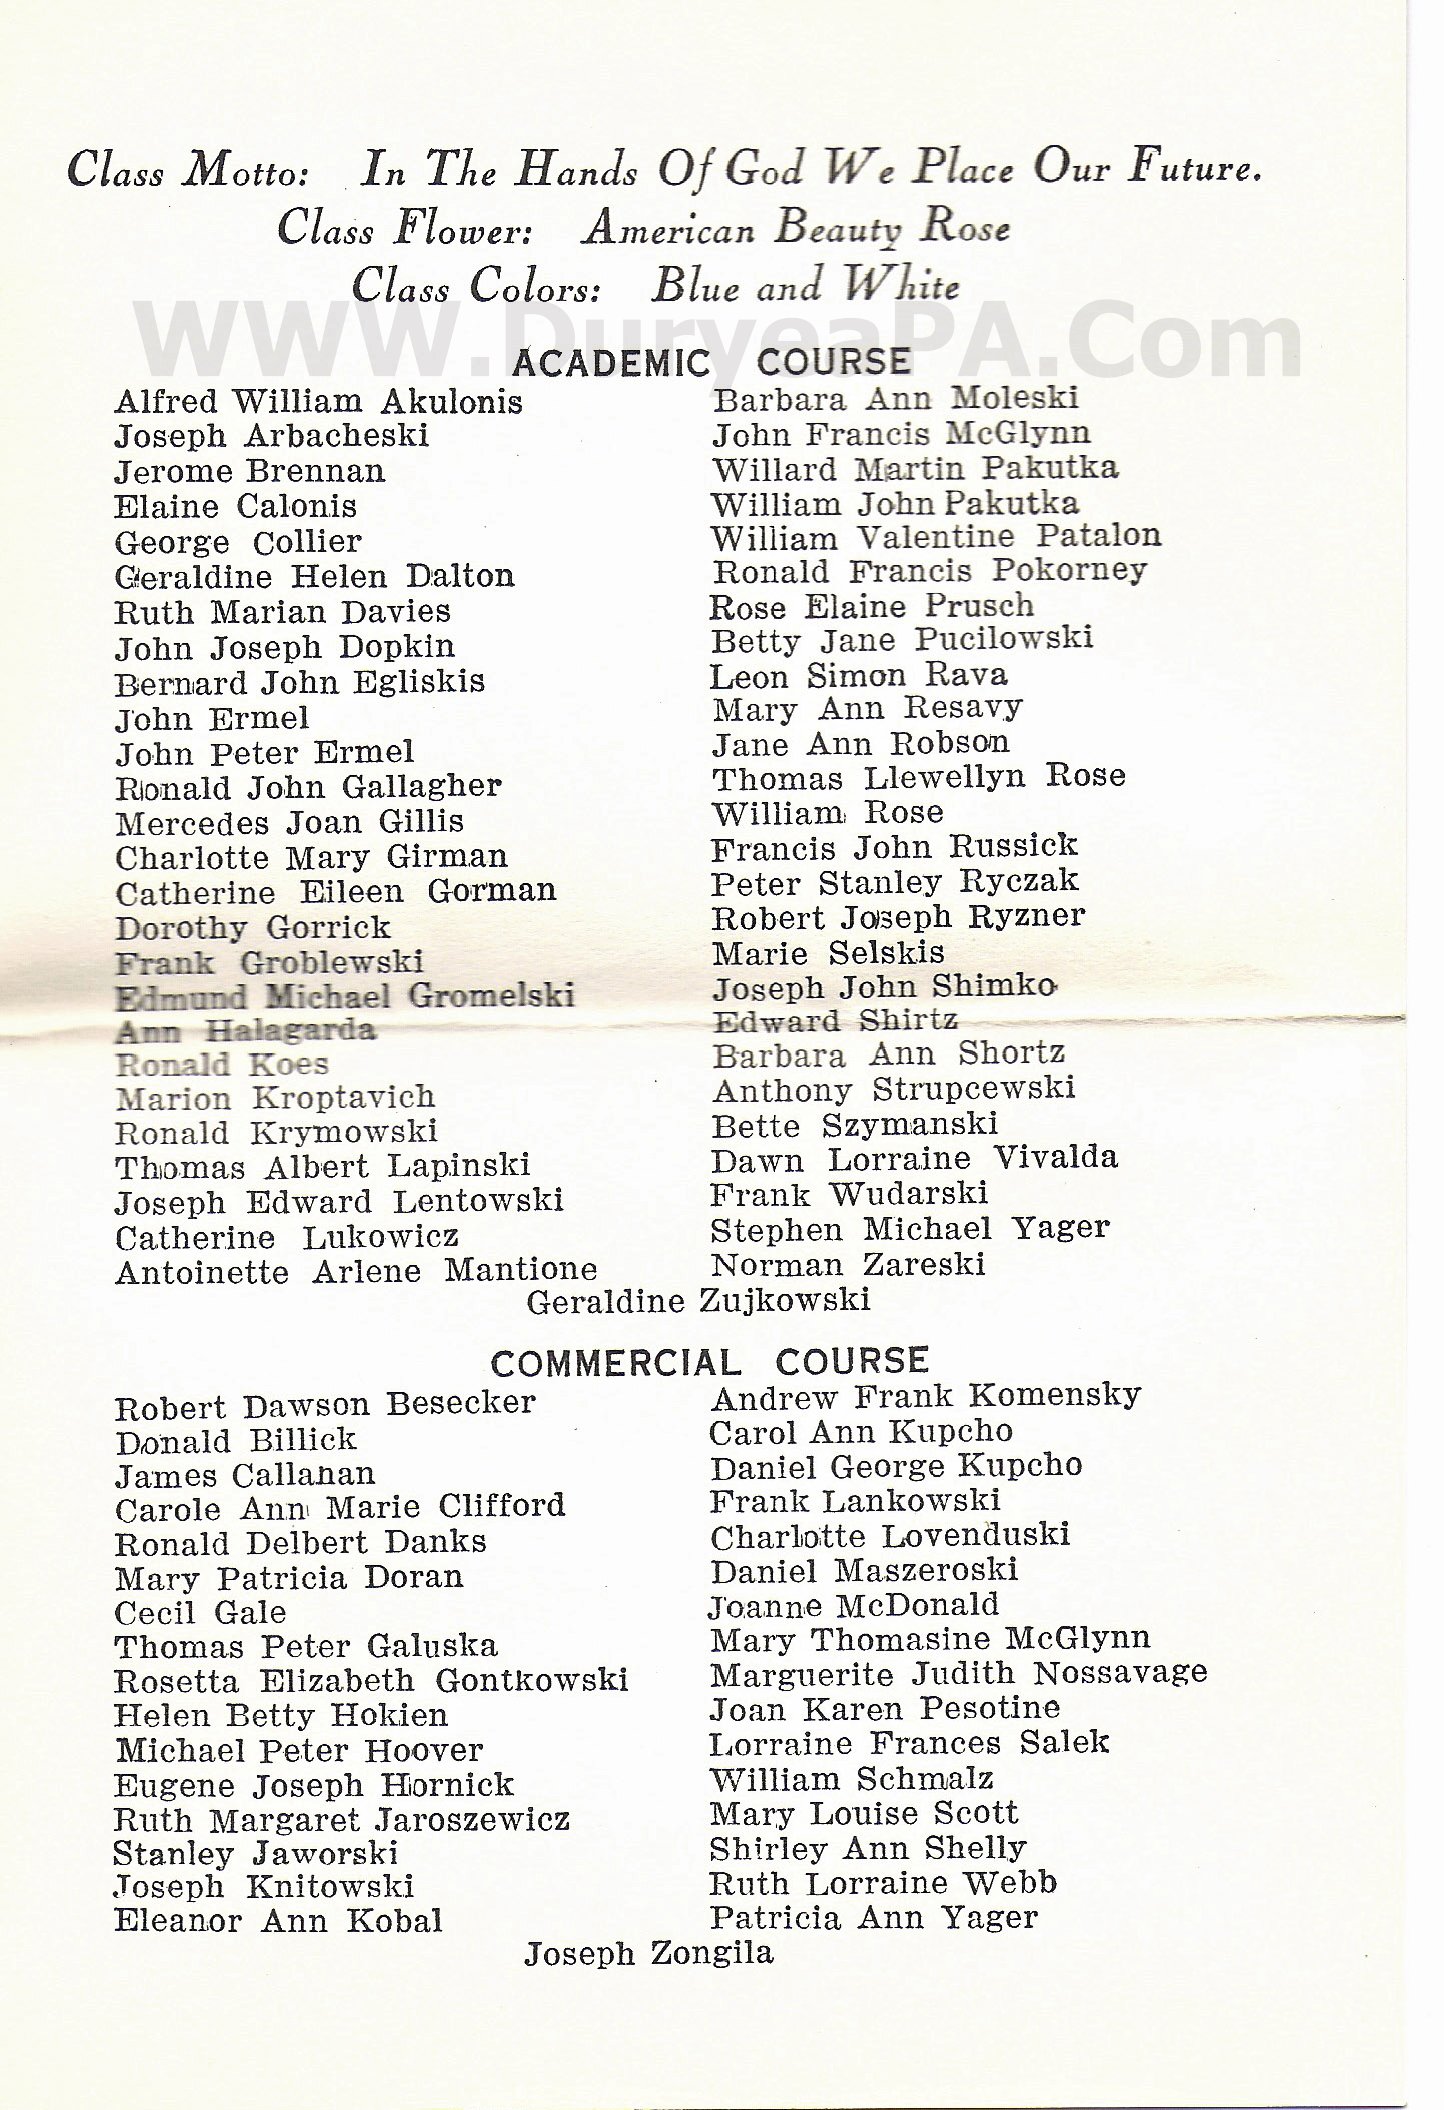 Class Motto: In The Hands Of God We Place Our Future.
Class Flower: American Beauty Rose
Class Colors: Blue and White
WWW.DuryeaPA.Com
ACADEMIC COURSE
Alfred William Akulonis
Joseph Arbacheski
Jerome Brennan
Elaine Calonis
George Collier
Geraldine Helen Dalton
Ruth Marian Davies
John Joseph Dopkin
Bernard John Egliskis
John Ermel
John Peter Ermel
Ronald John Gallagher
Mercedes Joan Gillis
Charlotte Mary Girman
Catherine Eileen Gorman
Dorothy Gorrick
Frank Groblewski
Edmund Michael Gromelski
Ann Halagarda
Ronald Koes
Marion Kroptavich
Ronald Krymowski
Thomas Albert Lapinski
Joseph Edward Lentowski
Catherine Lukowicz
Antoinette Arlene Mantione
Barbara Ann Moleski
John Francis McGlynn
Willard Martin Pakutka
William John Pakutka
William Valentine Patalon
Ronald Francis Pokorney
Rose Elaine Prusch
Betty Jane Pucilowski
Leon Simon Rava
Mary Ann Resavy
Jane Ann Robson
Thomas Llewellyn Rose
William Rose
Francis John Russick
Peter Stanley Ryczak
Robert Joseph Ryzner
Marie Selskis
Joseph John Shimko
Edward Shirtz
Barbara Ann Shortz
Anthony Strupcewski
Bette Szymanski
Dawn Lorraine Vivalda
Frank Wudarski
Stephen Michael Yager
Norman Zareski
Geraldine Zujkowski
COMMERCIAL COURSE
Robert Dawson Besecker
Donald Billick
James Callanan
Carole Ann Marie Clifford
Ronald Delbert Danks
Mary Patricia Doran
Cecil Gale
Thomas Peter Galuska
Rosetta Elizabeth Gontkowski
Helen Betty Hokien
Michael Peter Hoover
Eugene Joseph Hornick
Ruth Margaret Jaroszewicz
Stanley Jaworski
Joseph Knitowski
Eleanor Ann Kobal
Andrew Frank Komensky
Carol Ann Kupcho
Daniel George Kupcho
Frank Lankowski
Charlotte Lovenduski
Daniel Maszeroski
Joanne McDonald
Mary Thomasine McGlynn
Marguerite Judith Nossavage
Joan Karen Pesotine
Lorraine Frances Salek
William Schmalz
Mary Louise Scott
Shirley Ann Shelly
Ruth Lorraine Webb
Patricia Ann Yager
Joseph Zongila